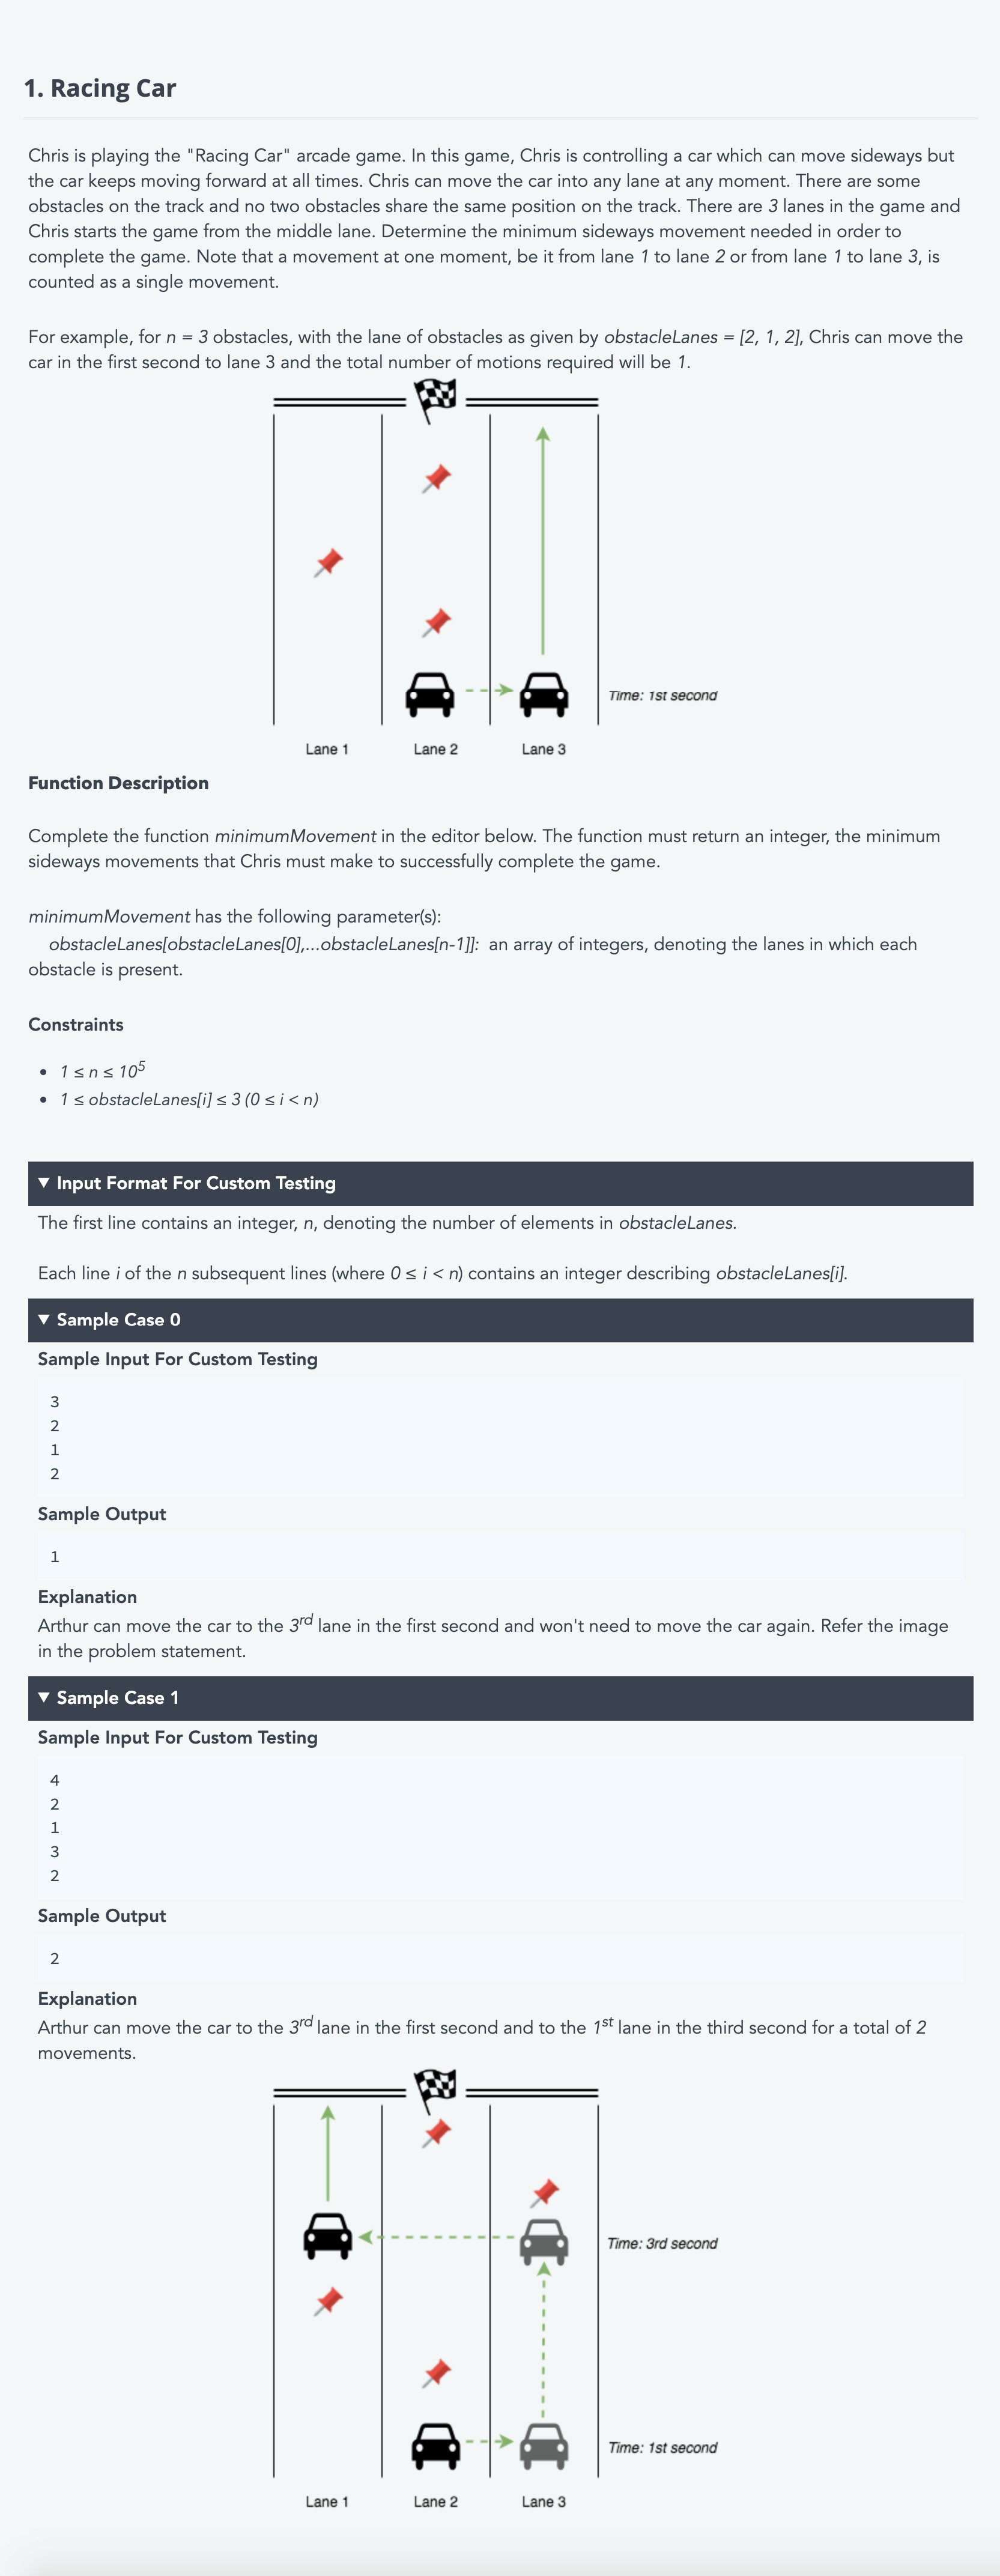 1. Racing Car
Chris is playing the "Racing Car" arcade game. In this game, Chris is controlling a car which can move sideways but
the car keeps moving forward at all times. Chris can move the car into any lane at any moment. There are some
obstacles on the track and no two obstacles share the same position on the track. There are 3 lanes in the game and
Chris starts the game from the middle lane. Determine the minimum sideways movement needed in order to
complete the game. Note that a movement at one moment, be it from lane 1 to lane 2 or from lane 1 to lane 3, is
counted as a single movement.
For example, for n = 3 obstacles, with the lane of obstacles as given by obstacleLanes = [2, 1, 2], Chris can move the
car in the first second to lane 3 and the total number of motions required will be 1.
Time: 1st second
Lane 1 Lane 2 Lane 3
Function Description
Complete the function minimumMovement in the editor below. The function must return an integer, the minimum
sideways movements that Chris must make to successfully complete the game.
minimumMovement has the following parameter(s):
obstacleLanes[obstacleLanes[0],...obstacleLanes[n-1]]: an array of integers, denoting the lanes in which each
obstacle is present.
Constraints
• 1 ≤ n ≤ 10^5
• 1 ≤ obstacleLanes[i] ≤ 3 (0 ≤ i < n)
▼ Input Format For Custom Testing
The first line contains an integer, n, denoting the number of elements in obstacleLanes.
Each line i of the n subsequent lines (where 0 ≤ i < n) contains an integer describing obstacleLanes[i].
▼ Sample Case 0
Sample Input For Custom Testing
3
2
1
2
Sample Output
1
Explanation
Arthur can move the car to the 3rd lane in the first second and won't need to move the car again. Refer the image
in the problem statement.
▼ Sample Case 1
Sample Input For Custom Testing
4
2
1
3
2
Sample Output
2
Explanation
Arthur can move the car to the 3rd lane in the first second and to the 1st lane in the third second for a total of 2
movements.
Time: 3rd second
Time: 1st second
Lane 1 Lane 2 Lane 3